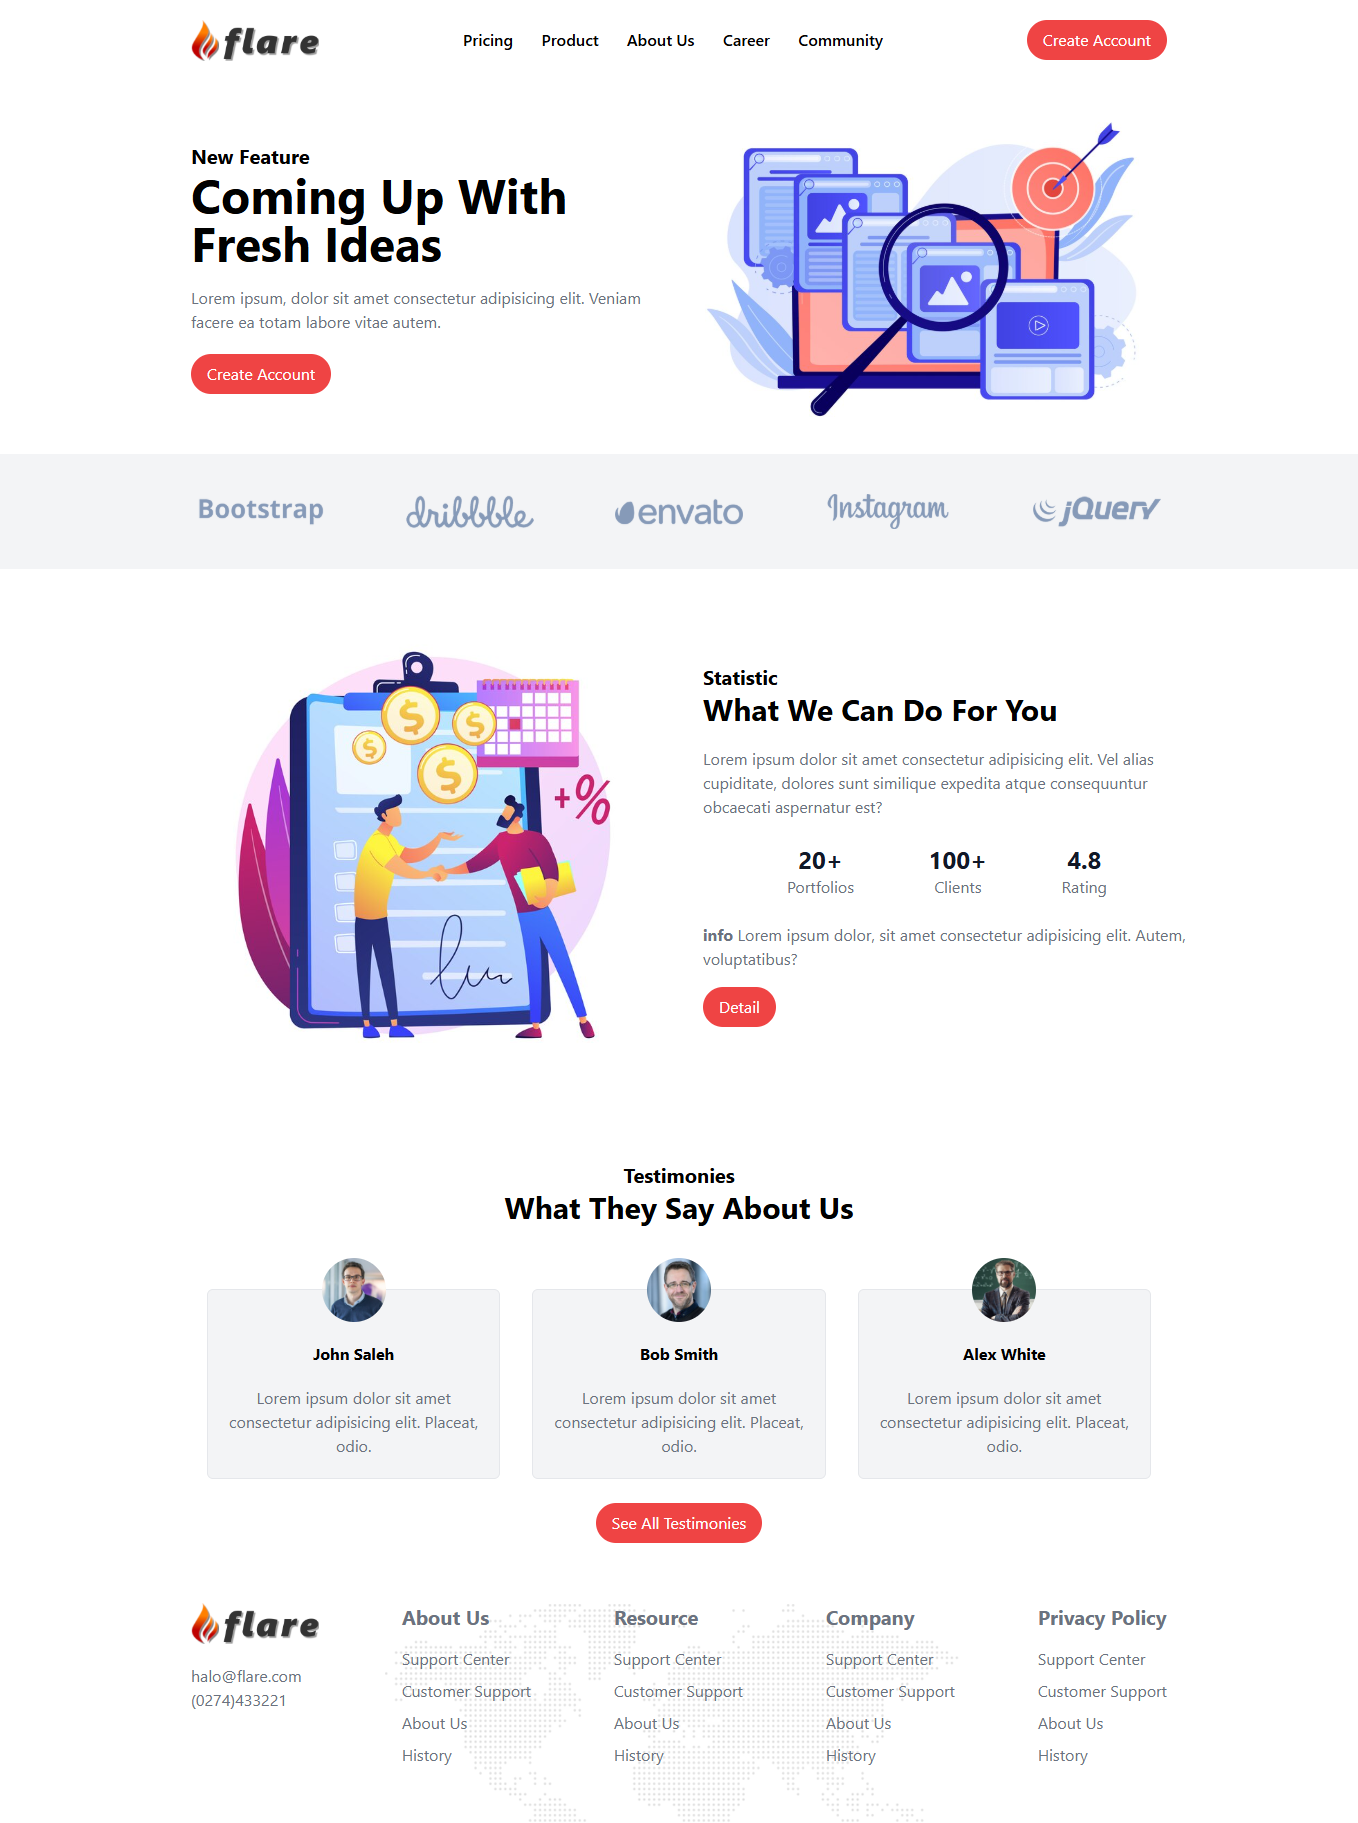 flare
Pricing Product About Us Career Community
Create Account
New Feature
Coming Up With
Fresh Ideas
Lorem ipsum, dolor sit amet consectetur adipisicing elit. Veniam
facere ea totam labore vitae autem.
Create Account
Bootstrap dribbble envato Instagram jQuery
$ $ $ $
+%
Statistic
What We Can Do For You
Lorem ipsum dolor sit amet consectetur adipisicing elit. Vel alias
cupiditate, dolores sunt similique expedita atque consequuntur
obcaecati aspernatur est?
20+ 100+ 4.8
Portfolios Clients Rating
info Lorem ipsum dolor, sit amet consectetur adipisicing elit. Autem,
voluptatibus?
Detail
Testimonies
What They Say About Us
John Saleh
Lorem ipsum dolor sit amet
consectetur adipisicing elit. Placeat,
odio.
Bob Smith
Lorem ipsum dolor sit amet
consectetur adipisicing elit. Placeat,
odio.
Alex White
Lorem ipsum dolor sit amet
consectetur adipisicing elit. Placeat,
odio.
See All Testimonies
flare
halo@flare.com
(0274)433221
About Us
Support Center
Customer Support
About Us
History
Resource
Support Center
Customer Support
About Us
History
Company
Support Center
Customer Support
About Us
History
Privacy Policy
Support Center
Customer Support
About Us
History